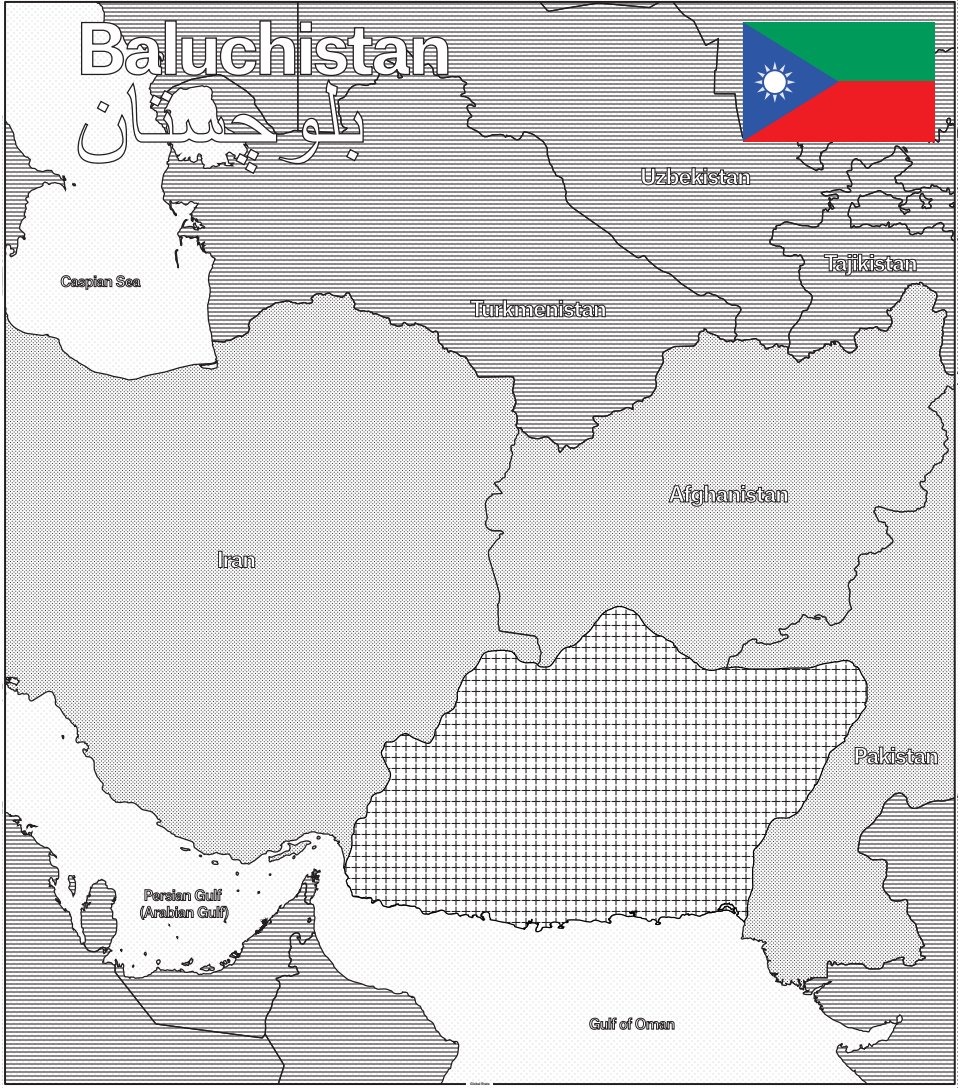 Baluchistan
بلوچستان
Uzbekistan
Tajikistan
Caspian Sea
Turkmenistan
Afghanistan
Iran
Pakistan
Persian Gulf
(Arabian Gulf)
Gulf of Oman